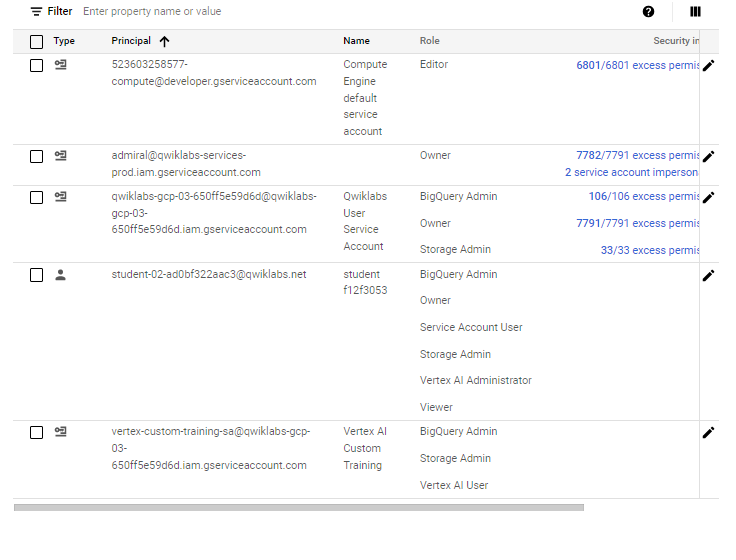 Filter Enter property name or value
Type Principal Name Role Security in
523603258577- Compute Editor 6801/6801 excess permis
compute@developer.gserviceaccount.com Engine
default
service
account
admiral@qwiklabs-services- Owner 7782/7791 excess permis
prod.iam.gserviceaccount.com 2 service account imperson
qwiklabs-gcp-03-650ff5e59d6d@qwiklabs- Qwiklabs BigQuery Admin 106/106 excess permis
gcp-03- User
650ff5e59d6d.iam.gserviceaccount.com Service Owner 7791/7791 excess permis
Account Storage Admin 33/33 excess permis
student-02-ad0bf322aac3@qwiklabs.net student BigQuery Admin
f12f3053
Owner
Service Account User
Storage Admin
Vertex AI Administrator
Viewer
vertex-custom-training-sa@qwiklabs-gcp- Vertex AI BigQuery Admin
03- Custom
650ff5e59d6d.iam.gserviceaccount.com Training Storage Admin
Vertex AI User